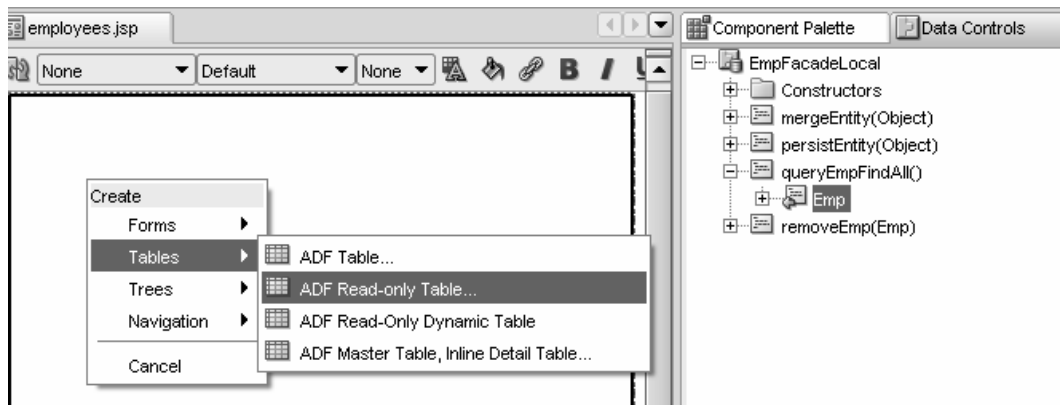 employees.jsp
None Default None B I U
Create
Forms
Tables
Trees
Navigation
Cancel
ADF Table...
ADF Read-only Table...
ADF Read-Only Dynamic Table
ADF Master Table, Inline Detail Table...
Component Palette Data Controls
EmpFacadeLocal
Constructors
mergeEntity(Object)
persistEntity(Object)
queryEmpFindAll()
Emp
removeEmp(Emp)